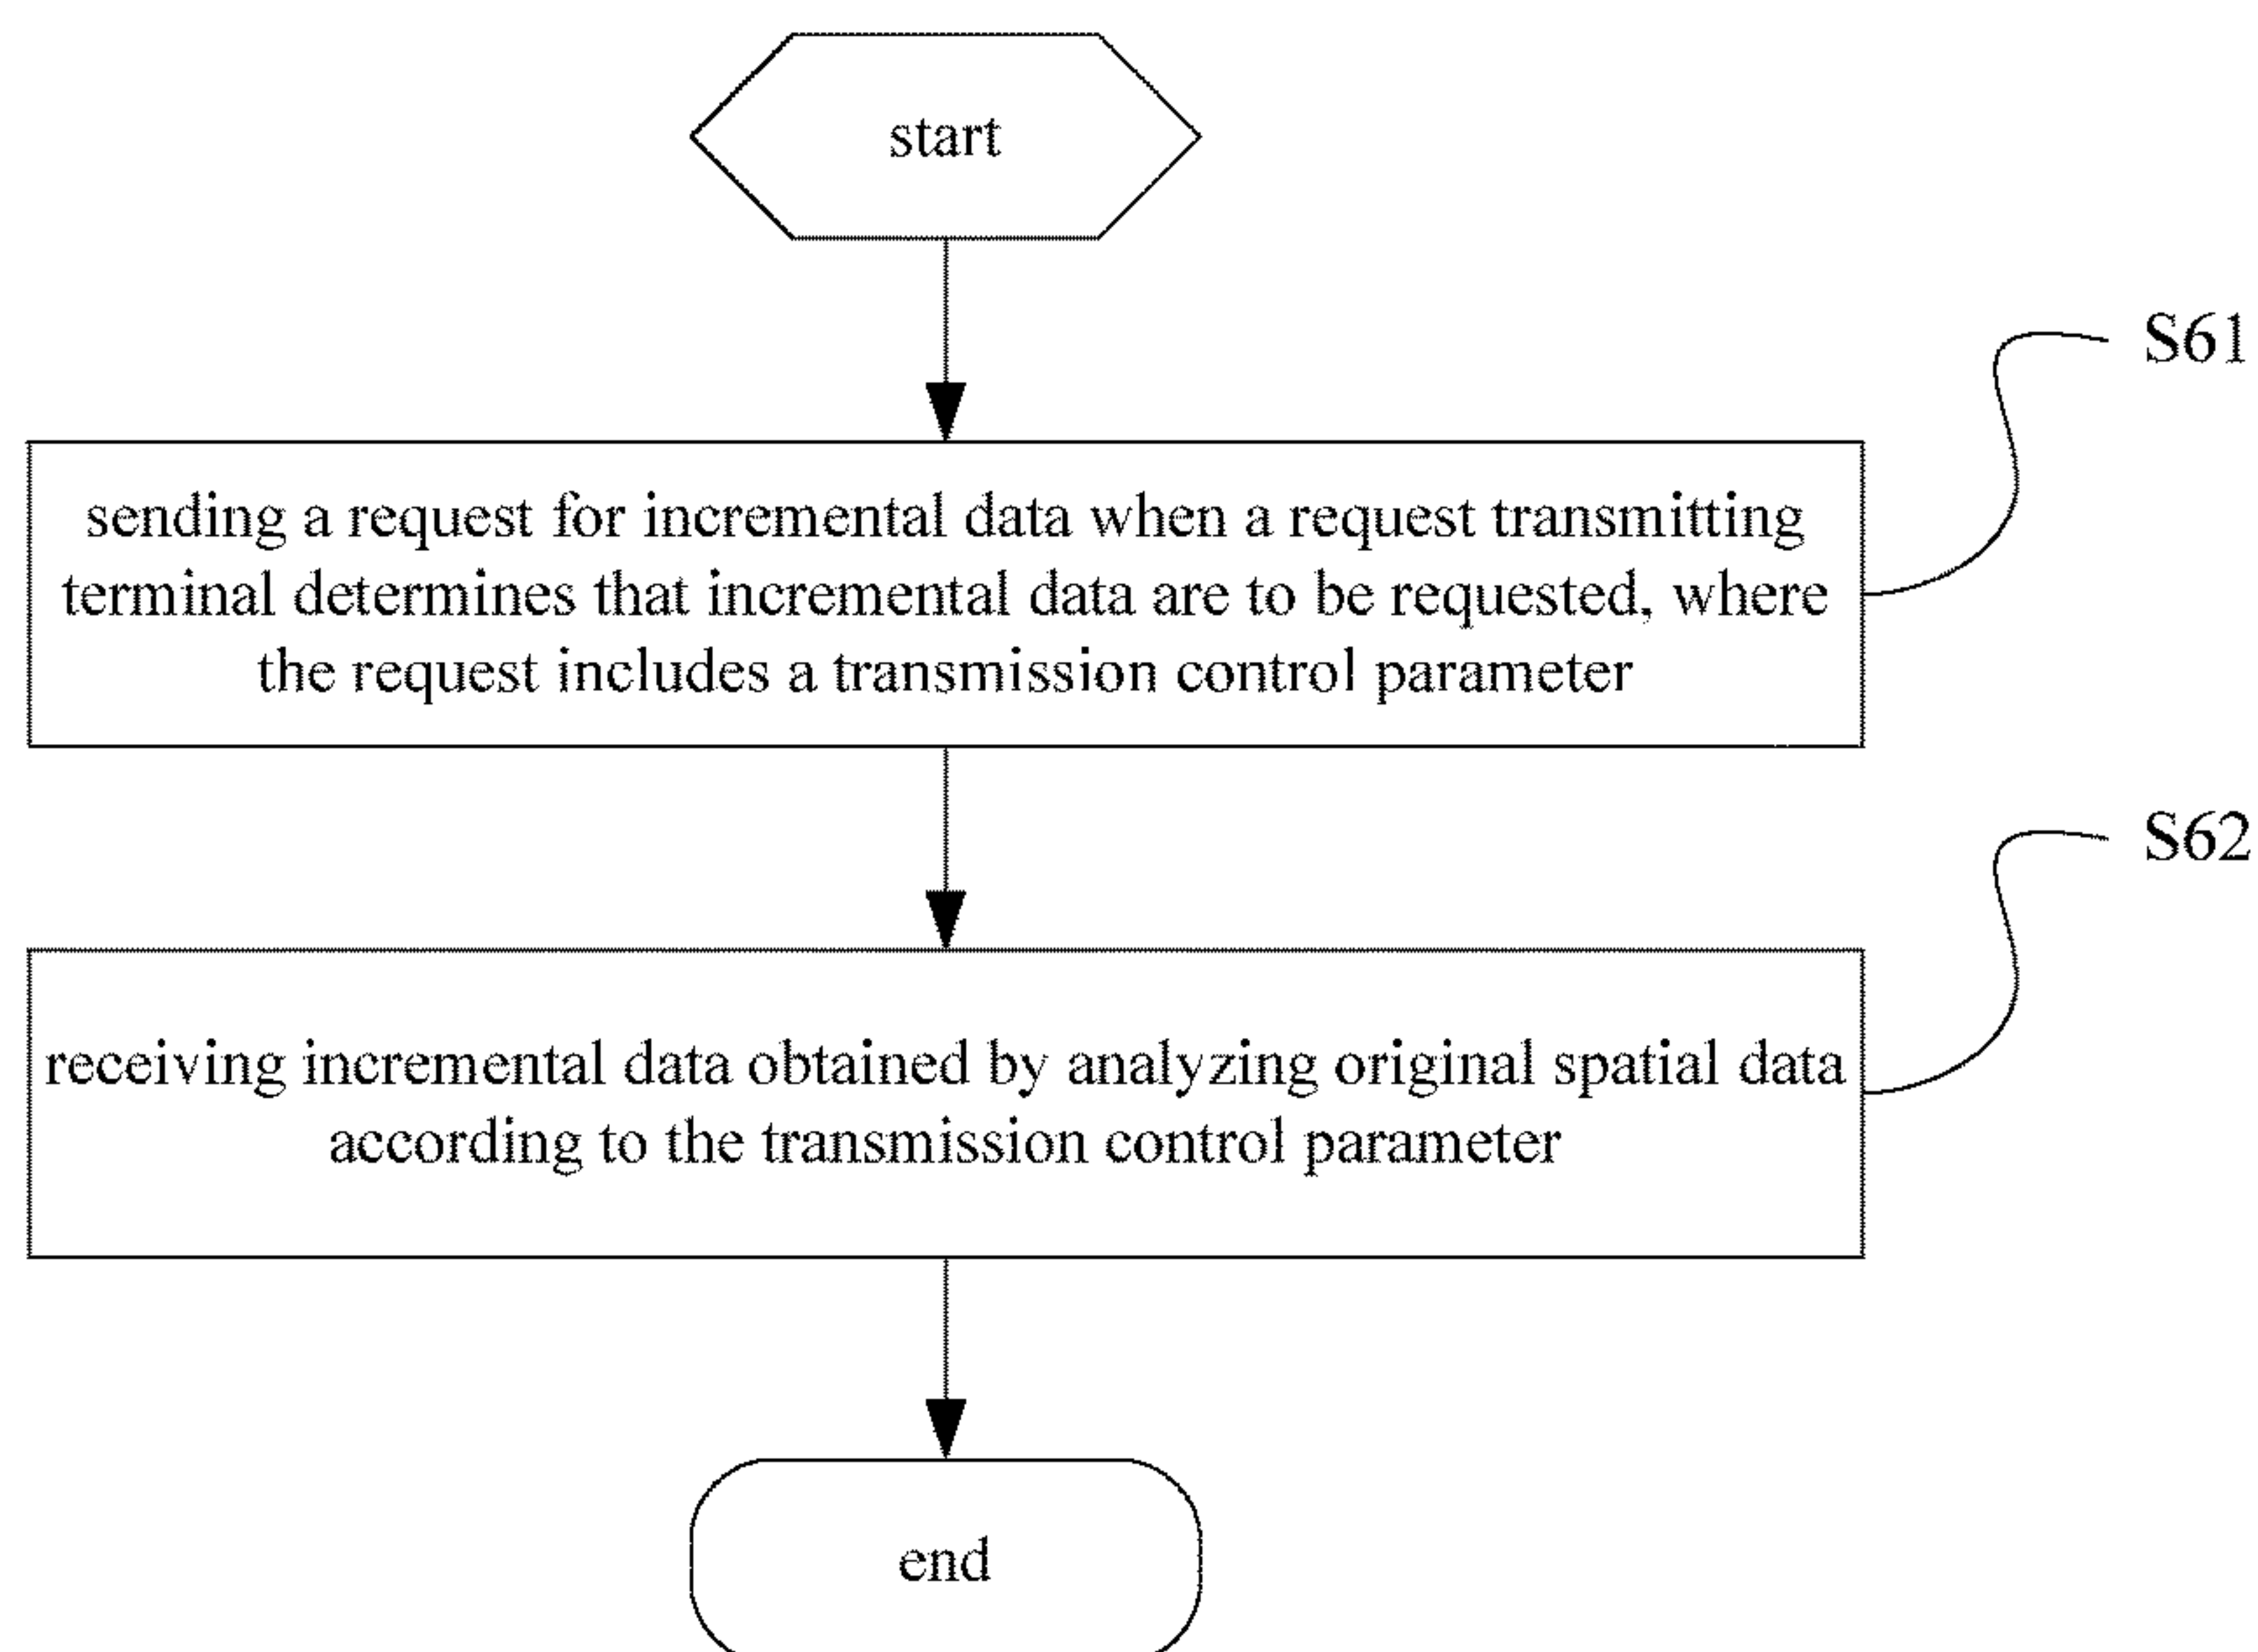 start
S61
sending a request for incremental data when a request transmitting
terminal determines that incremental data are to be requested, where
the request includes a transmission control parameter
S62
receiving incremental data obtained by analyzing original spatial data
according to the transmission control parameter
end